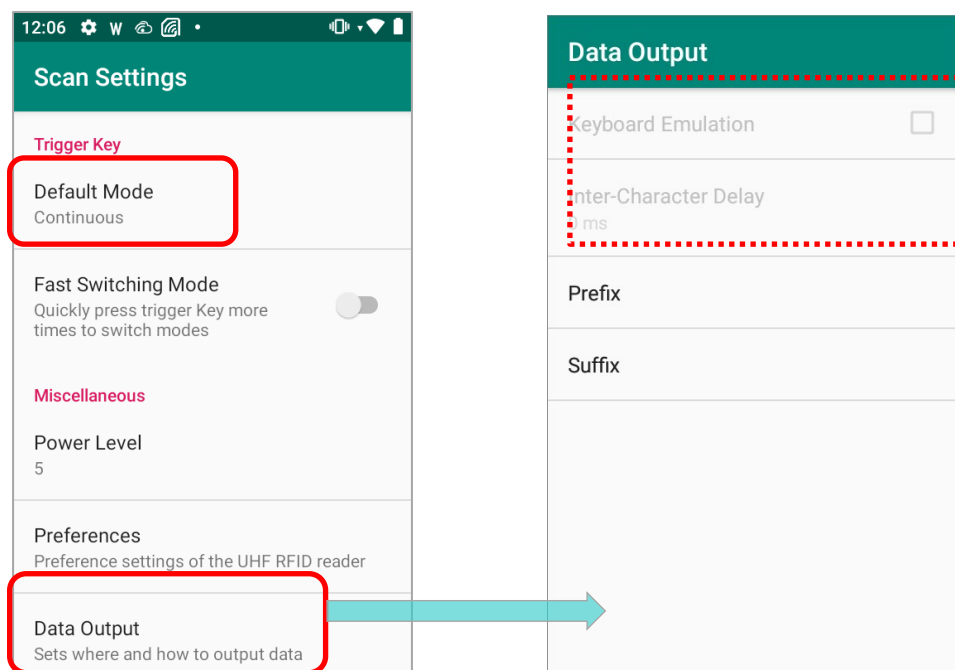 12:06 W
Scan Settings
Trigger Key
Default Mode
Continuous
Fast Switching Mode
Quickly press trigger Key more
times to switch modes
Miscellaneous
Power Level
5
Preferences
Preference settings of the UHF RFID reader
Data Output
Sets where and how to output data
Data Output
Keyboard Emulation
Inter-Character Delay
0 ms
Prefix
Suffix